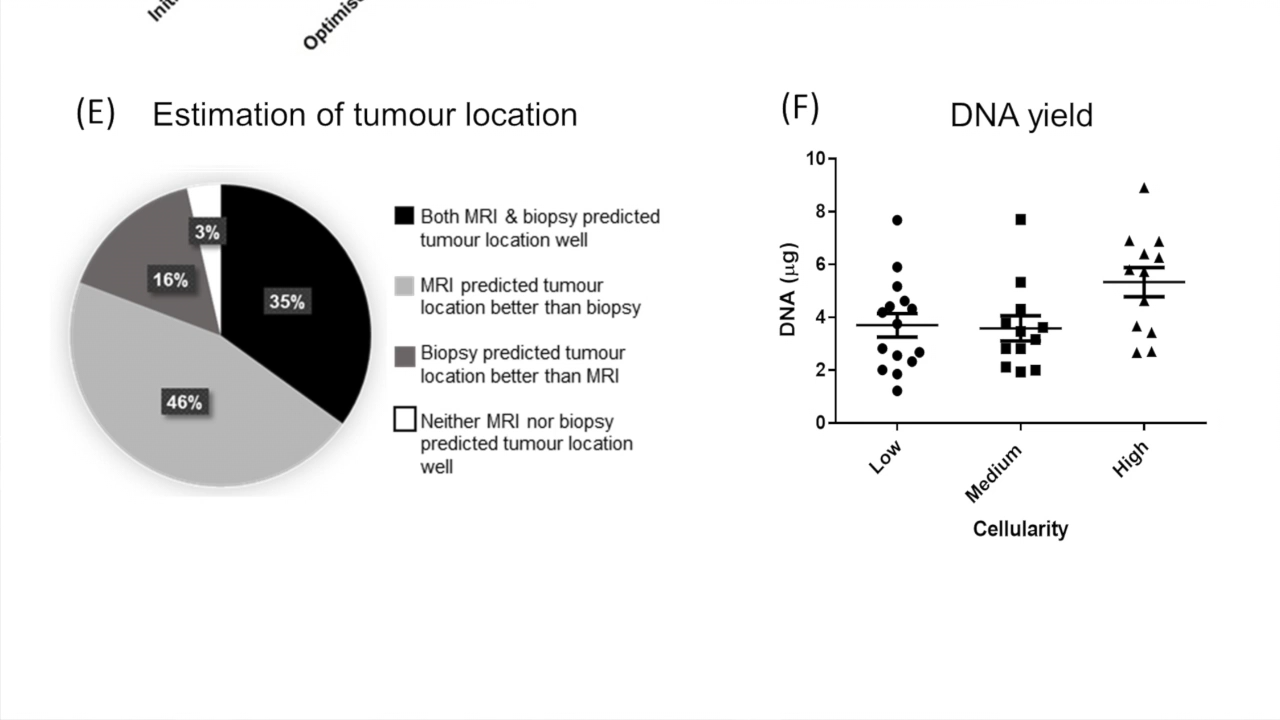 (E) Estimation of tumour location
3%
16%
35%
46%
Both MRI & biopsy predicted
tumour location well
MRI predicted tumour
location better than biopsy
Biopsy predicted tumour
location better than MRI
Neither MRI nor biopsy
predicted tumour location
well
(F) DNA yield
DNA (µg)
10
8
6
4
2
0
Low
Medium
High
Cellularity